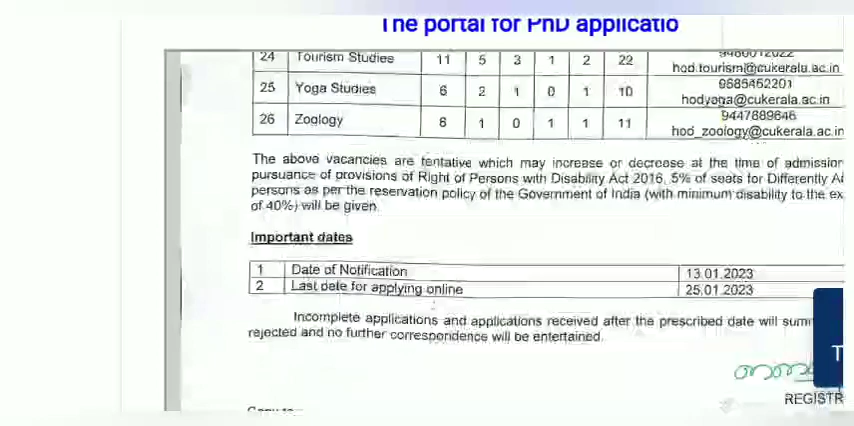 The portal for PhD applicatio
24 Tourism Studies 11 5 3 1 2 22
hod.tourism@cukerala.ac.in
25 Yoga Studies 6 2 1 0 1 10 9685452201
hodyoga@cukerala.ac.in
26 Zoology 6 1 0 1 1 11 9447889646
hod_zoology@cukerala.ac.in
The above vacancies are tentative which may increase or decrease at the time of admission
pursuance of provisions of Right of Persons with Disability Act 2016, 5% of seats for Differently Al
persons as per the reservation policy of the Government of India (with minimum disability to the ex
of 40%) will be given.
Important dates
1 Date of Notification 13.01.2023
2 Last date for applying online 25.01.2023
Incomplete applications and applications received after the prescribed date will summ
rejected and no further correspondence will be entertained.
T
REGISTR